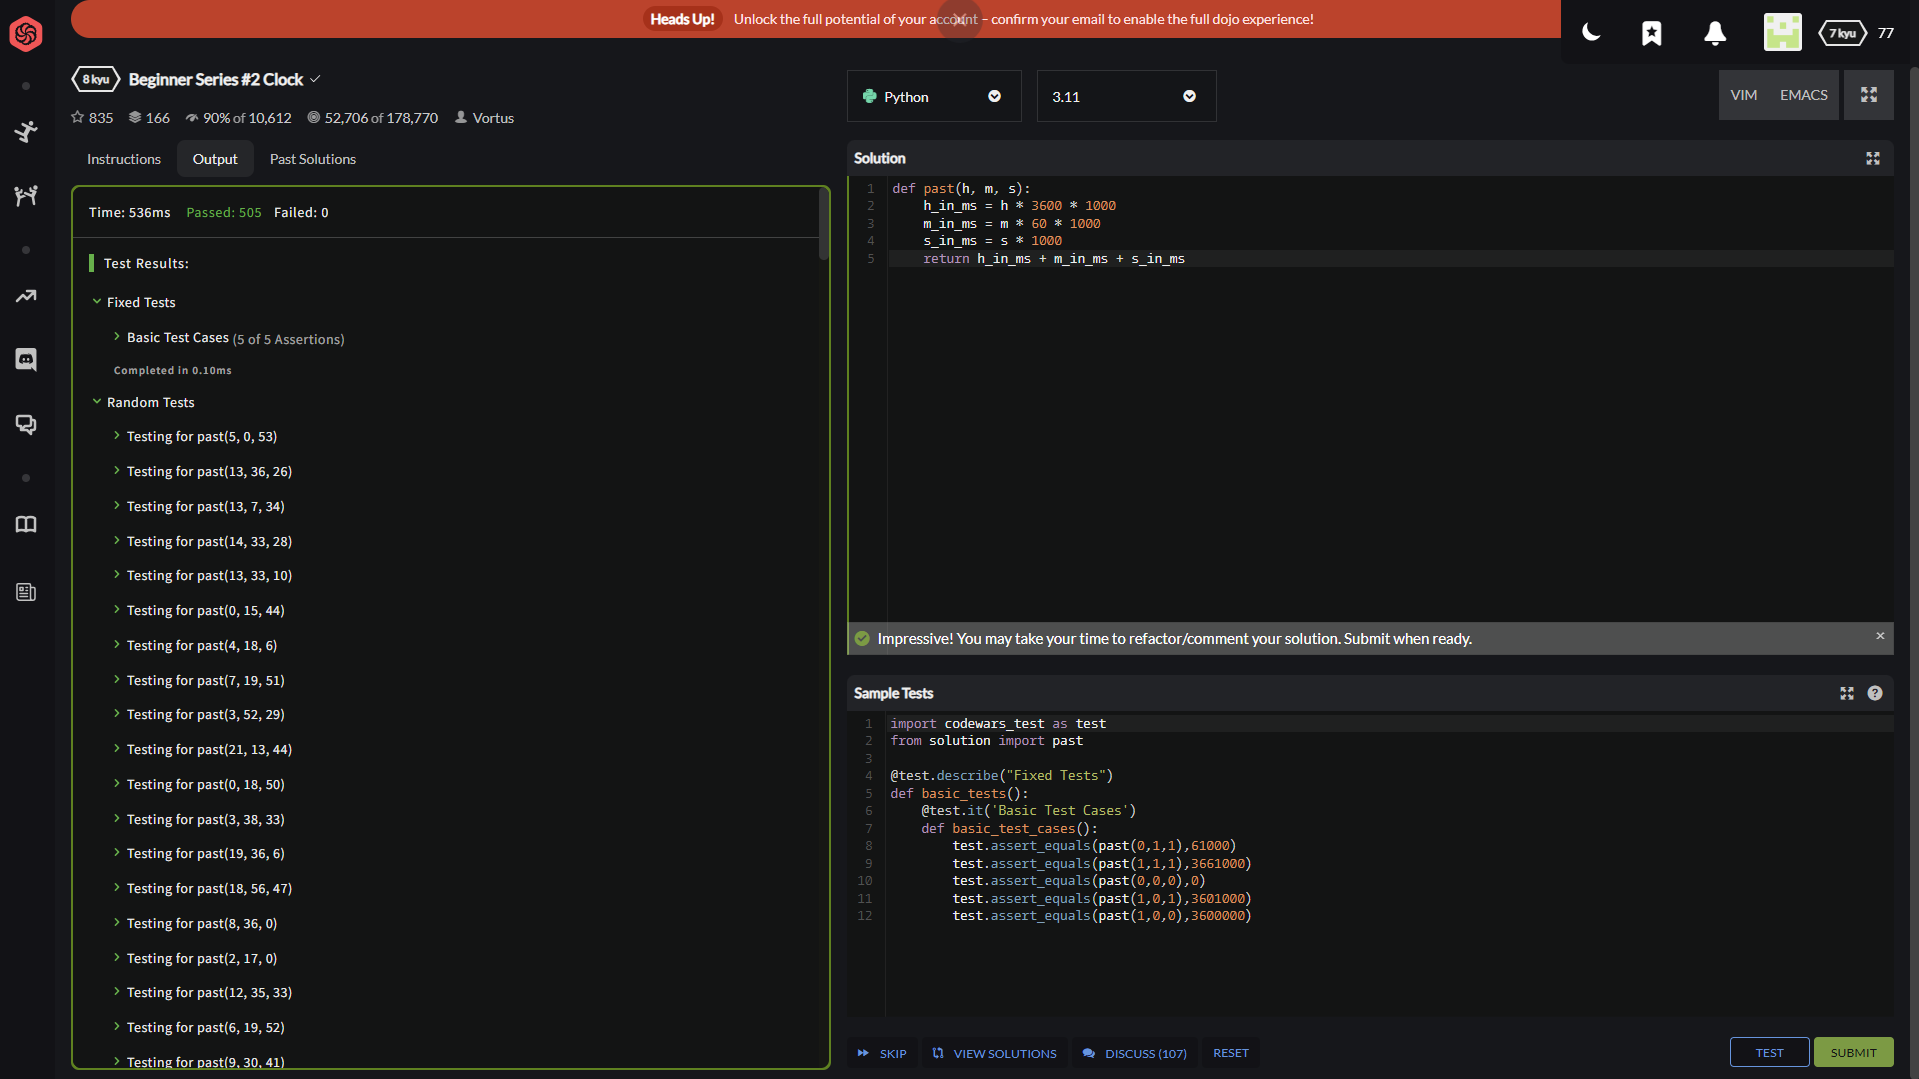 Heads Up! Unlock the full potential of your account – confirm your email to enable the full dojo experience!
7 kyu 77
8 kyu Beginner Series #2 Clock
835 166 90% of 10,612 52,706 of 178,770 Vortus
Instructions Output Past Solutions
Time: 536ms Passed: 505 Failed: 0
Test Results:
Fixed Tests
Basic Test Cases (5 of 5 Assertions)
Completed in 0.10ms
Random Tests
Testing for past(5, 0, 53)
Testing for past(13, 36, 26)
Testing for past(13, 7, 34)
Testing for past(14, 33, 28)
Testing for past(13, 33, 10)
Testing for past(0, 15, 44)
Testing for past(4, 18, 6)
Testing for past(7, 19, 51)
Testing for past(3, 52, 29)
Testing for past(21, 13, 44)
Testing for past(0, 18, 50)
Testing for past(3, 38, 33)
Testing for past(19, 36, 6)
Testing for past(18, 56, 47)
Testing for past(8, 36, 0)
Testing for past(2, 17, 0)
Testing for past(12, 35, 33)
Testing for past(6, 19, 52)
Testing for past(9, 30, 41)
Python 3.11 VIM EMACS
Solution
1 def past(h, m, s):
2 h_in_ms = h * 3600 * 1000
3 m_in_ms = m * 60 * 1000
4 s_in_ms = s * 1000
5 return h_in_ms + m_in_ms + s_in_ms
Impressive! You may take your time to refactor/comment your solution. Submit when ready.
Sample Tests
1 import codewars_test as test
2 from solution import past
3
4 @test.describe("Fixed Tests")
5 def basic_tests():
6 @test.it('Basic Test Cases')
7 def basic_test_cases():
8 test.assert_equals(past(0,1,1),61000)
9 test.assert_equals(past(1,1,1),3661000)
10 test.assert_equals(past(0,0,0),0)
11 test.assert_equals(past(1,0,1),3601000)
12 test.assert_equals(past(1,0,0),3600000)
SKIP VIEW SOLUTIONS DISCUSS (107) RESET TEST SUBMIT